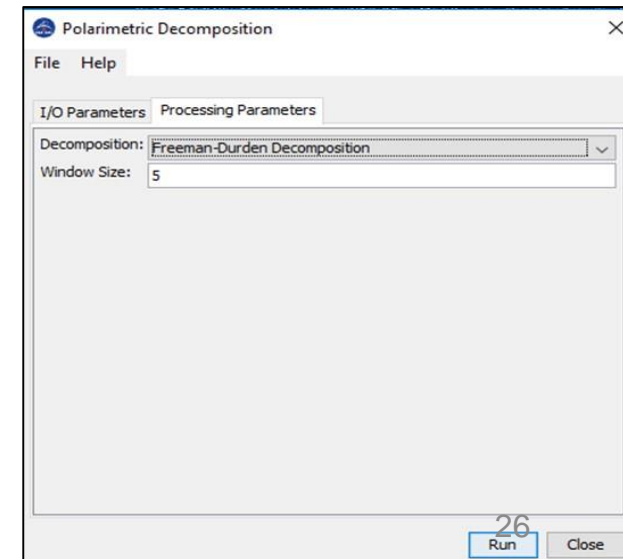 Polarimetric Decomposition
File Help
I/O Parameters Processing Parameters
Decomposition: Freeman-Durden Decomposition
Window Size: 5
26
Run Close